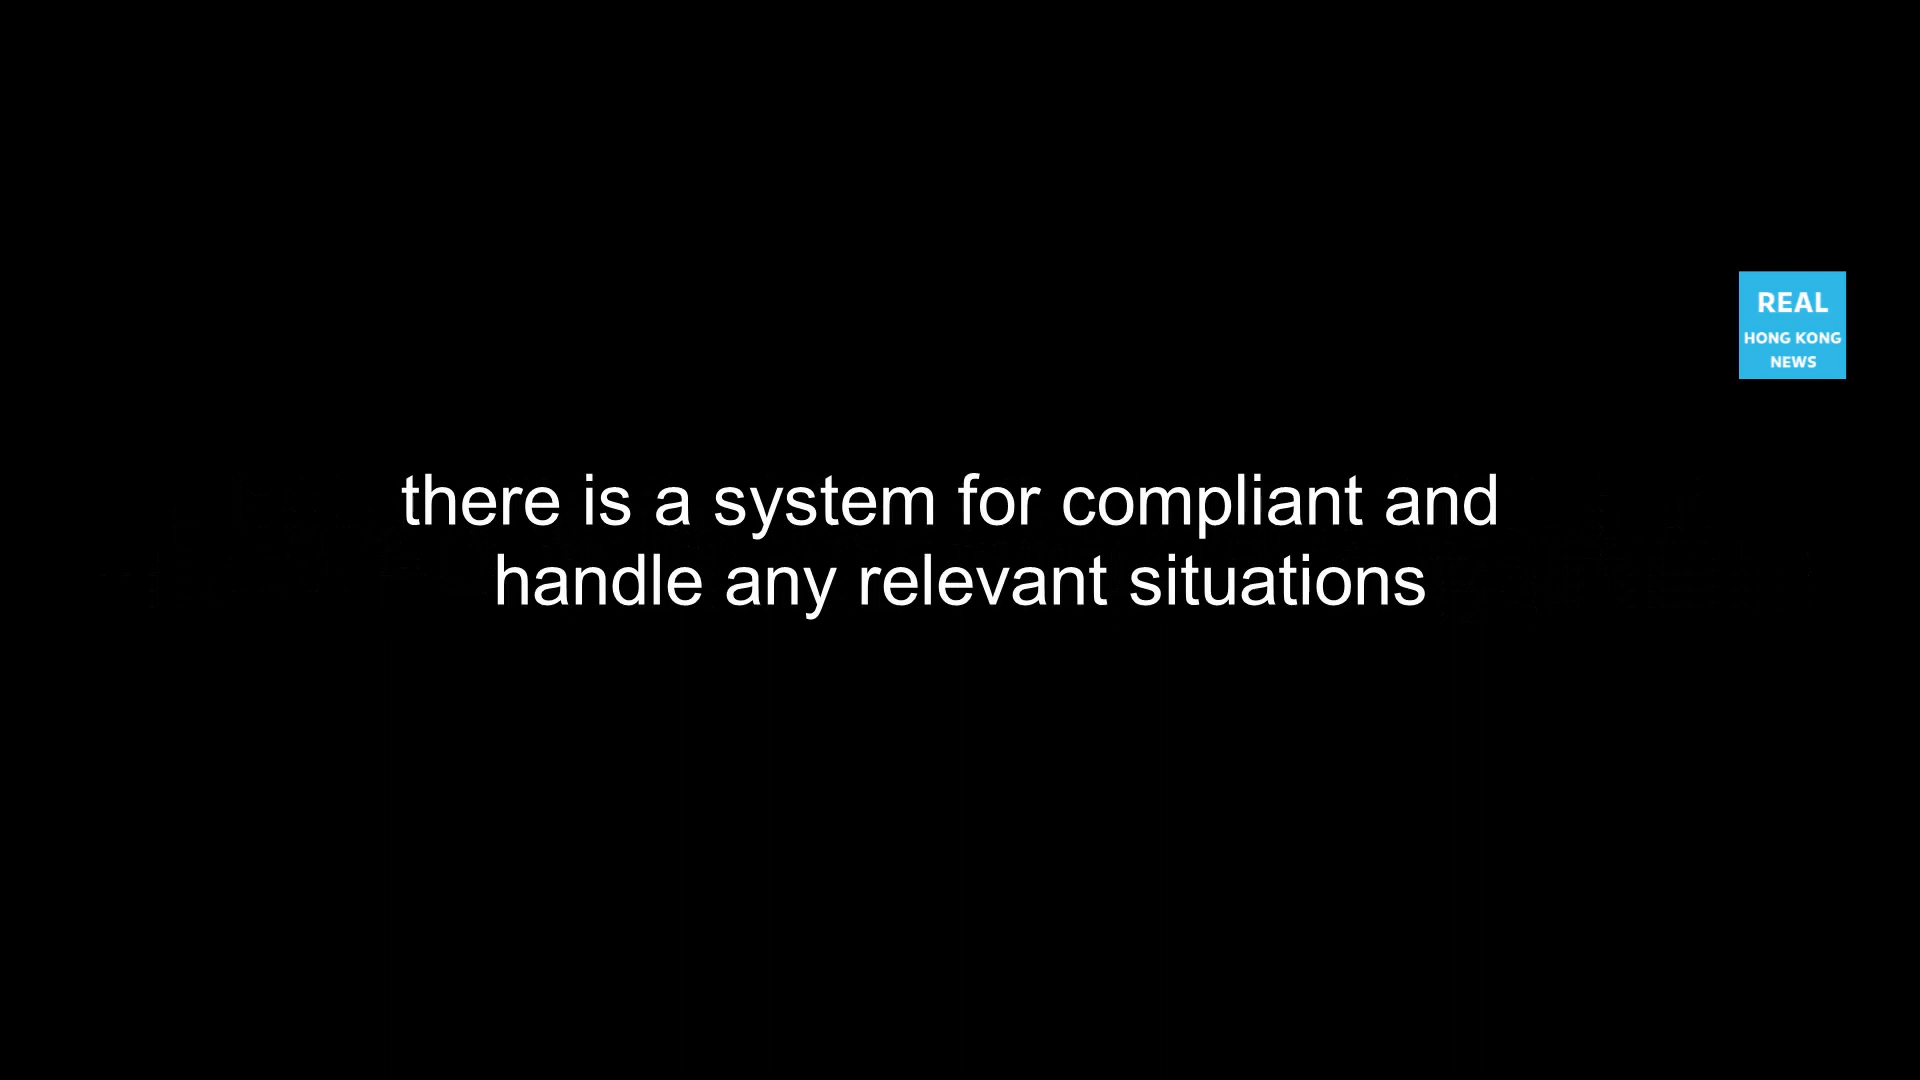 REAL
HONG KONG
NEWS
there is a system for compliant and
handle any relevant situations